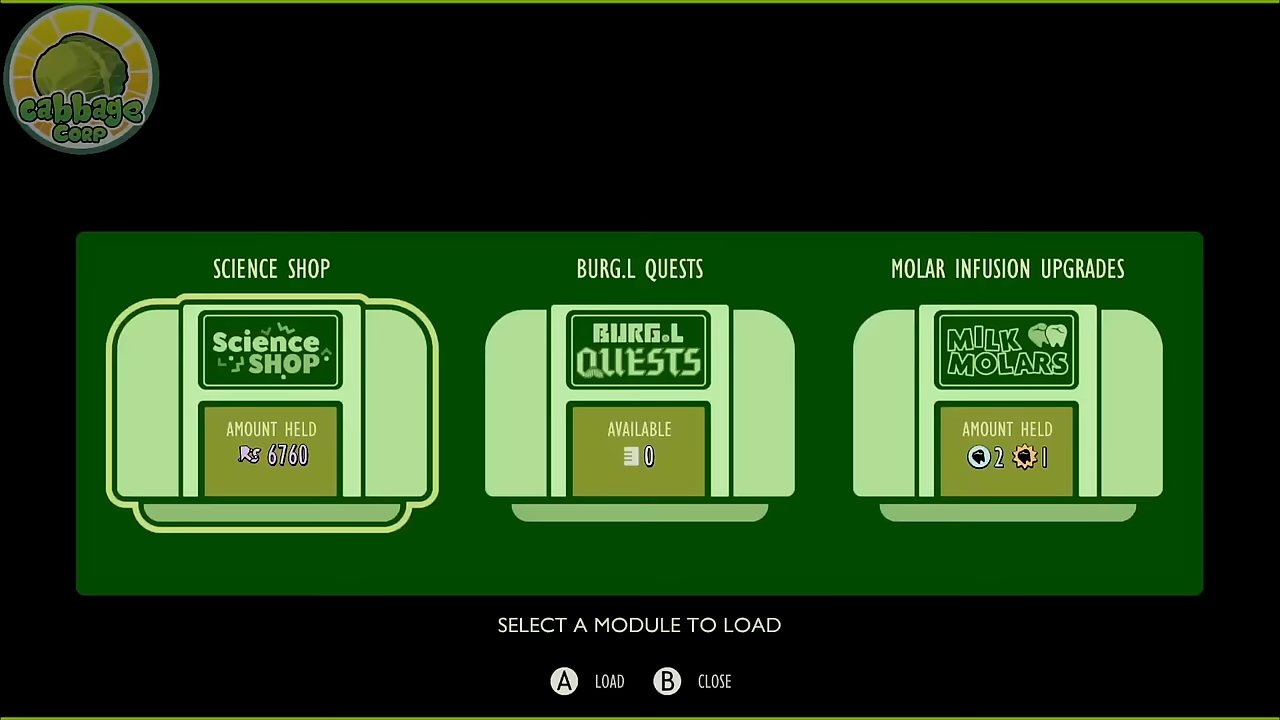 cabbage
CORP
SCIENCE SHOP
BURG.L QUESTS
MOLAR INFUSION UPGRADES
Science
SHOP
BURG.L
QUESTS
MILK
MOLARS
AMOUNT HELD
RS 6760
AVAILABLE
0
AMOUNT HELD
2 1
SELECT A MODULE TO LOAD
A LOAD B CLOSE